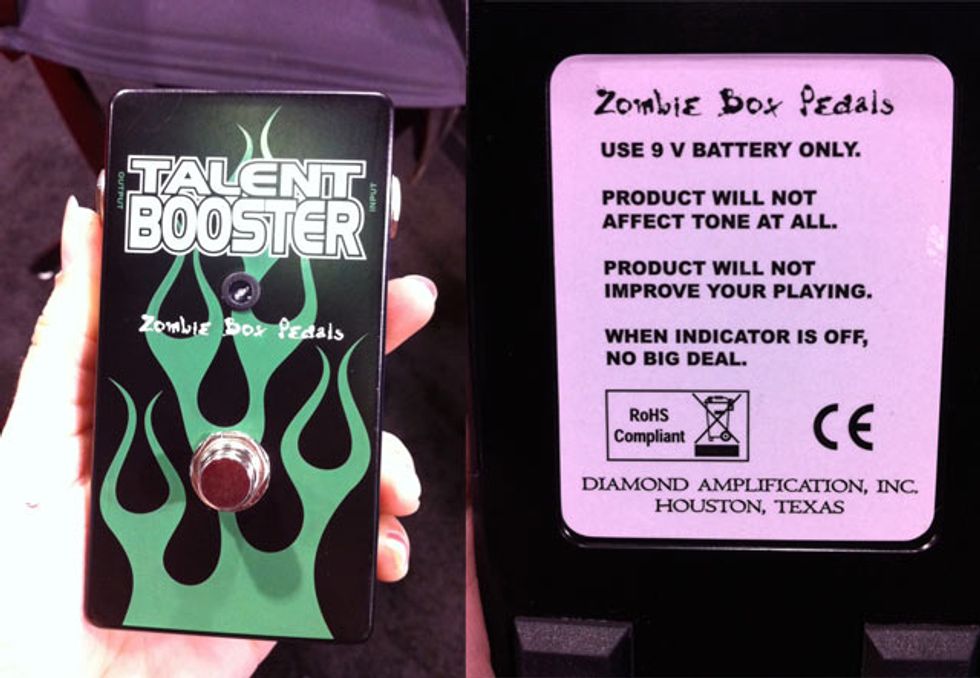 TALENT
BOOSTER
OUTPUT
INPUT
Zombie Box Pedals
Zombie Box Pedals
USE 9 V BATTERY ONLY.
PRODUCT WILL NOT
AFFECT TONE AT ALL.
PRODUCT WILL NOT
IMPROVE YOUR PLAYING.
WHEN INDICATOR IS OFF,
NO BIG DEAL.
RoHS
Compliant
CE
DIAMOND AMPLIFICATION, INC.
HOUSTON, TEXAS